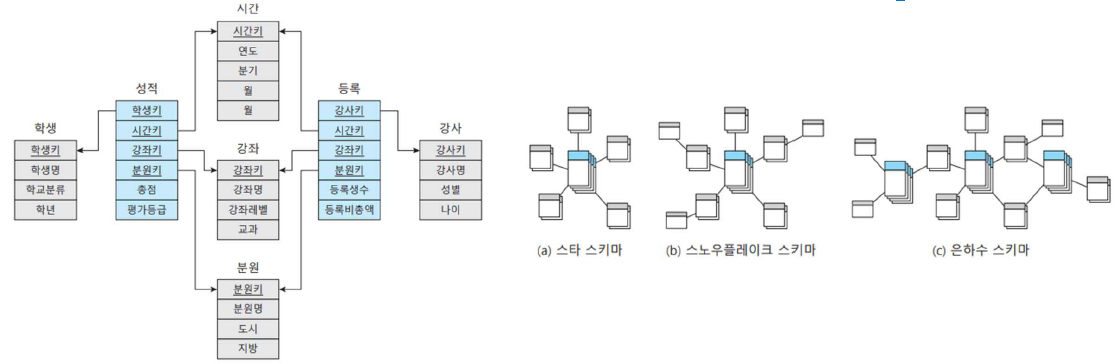 시간
시간키
연도
분기
월
월
성적
학생키
시간키
강좌키
분원키
총점
평가등급
등록
강사키
시간키
강좌키
분원키
등록생수
등록비총액
학생
학생키
학생명
학교분류
학년
강좌
강좌키
강좌명
강좌레벨
교과
강사
강사키
강사명
성별
나이
분원
분원키
분원명
도시
지방
(a) 스타 스키마
(b) 스노우플레이크 스키마
(c) 은하수 스키마